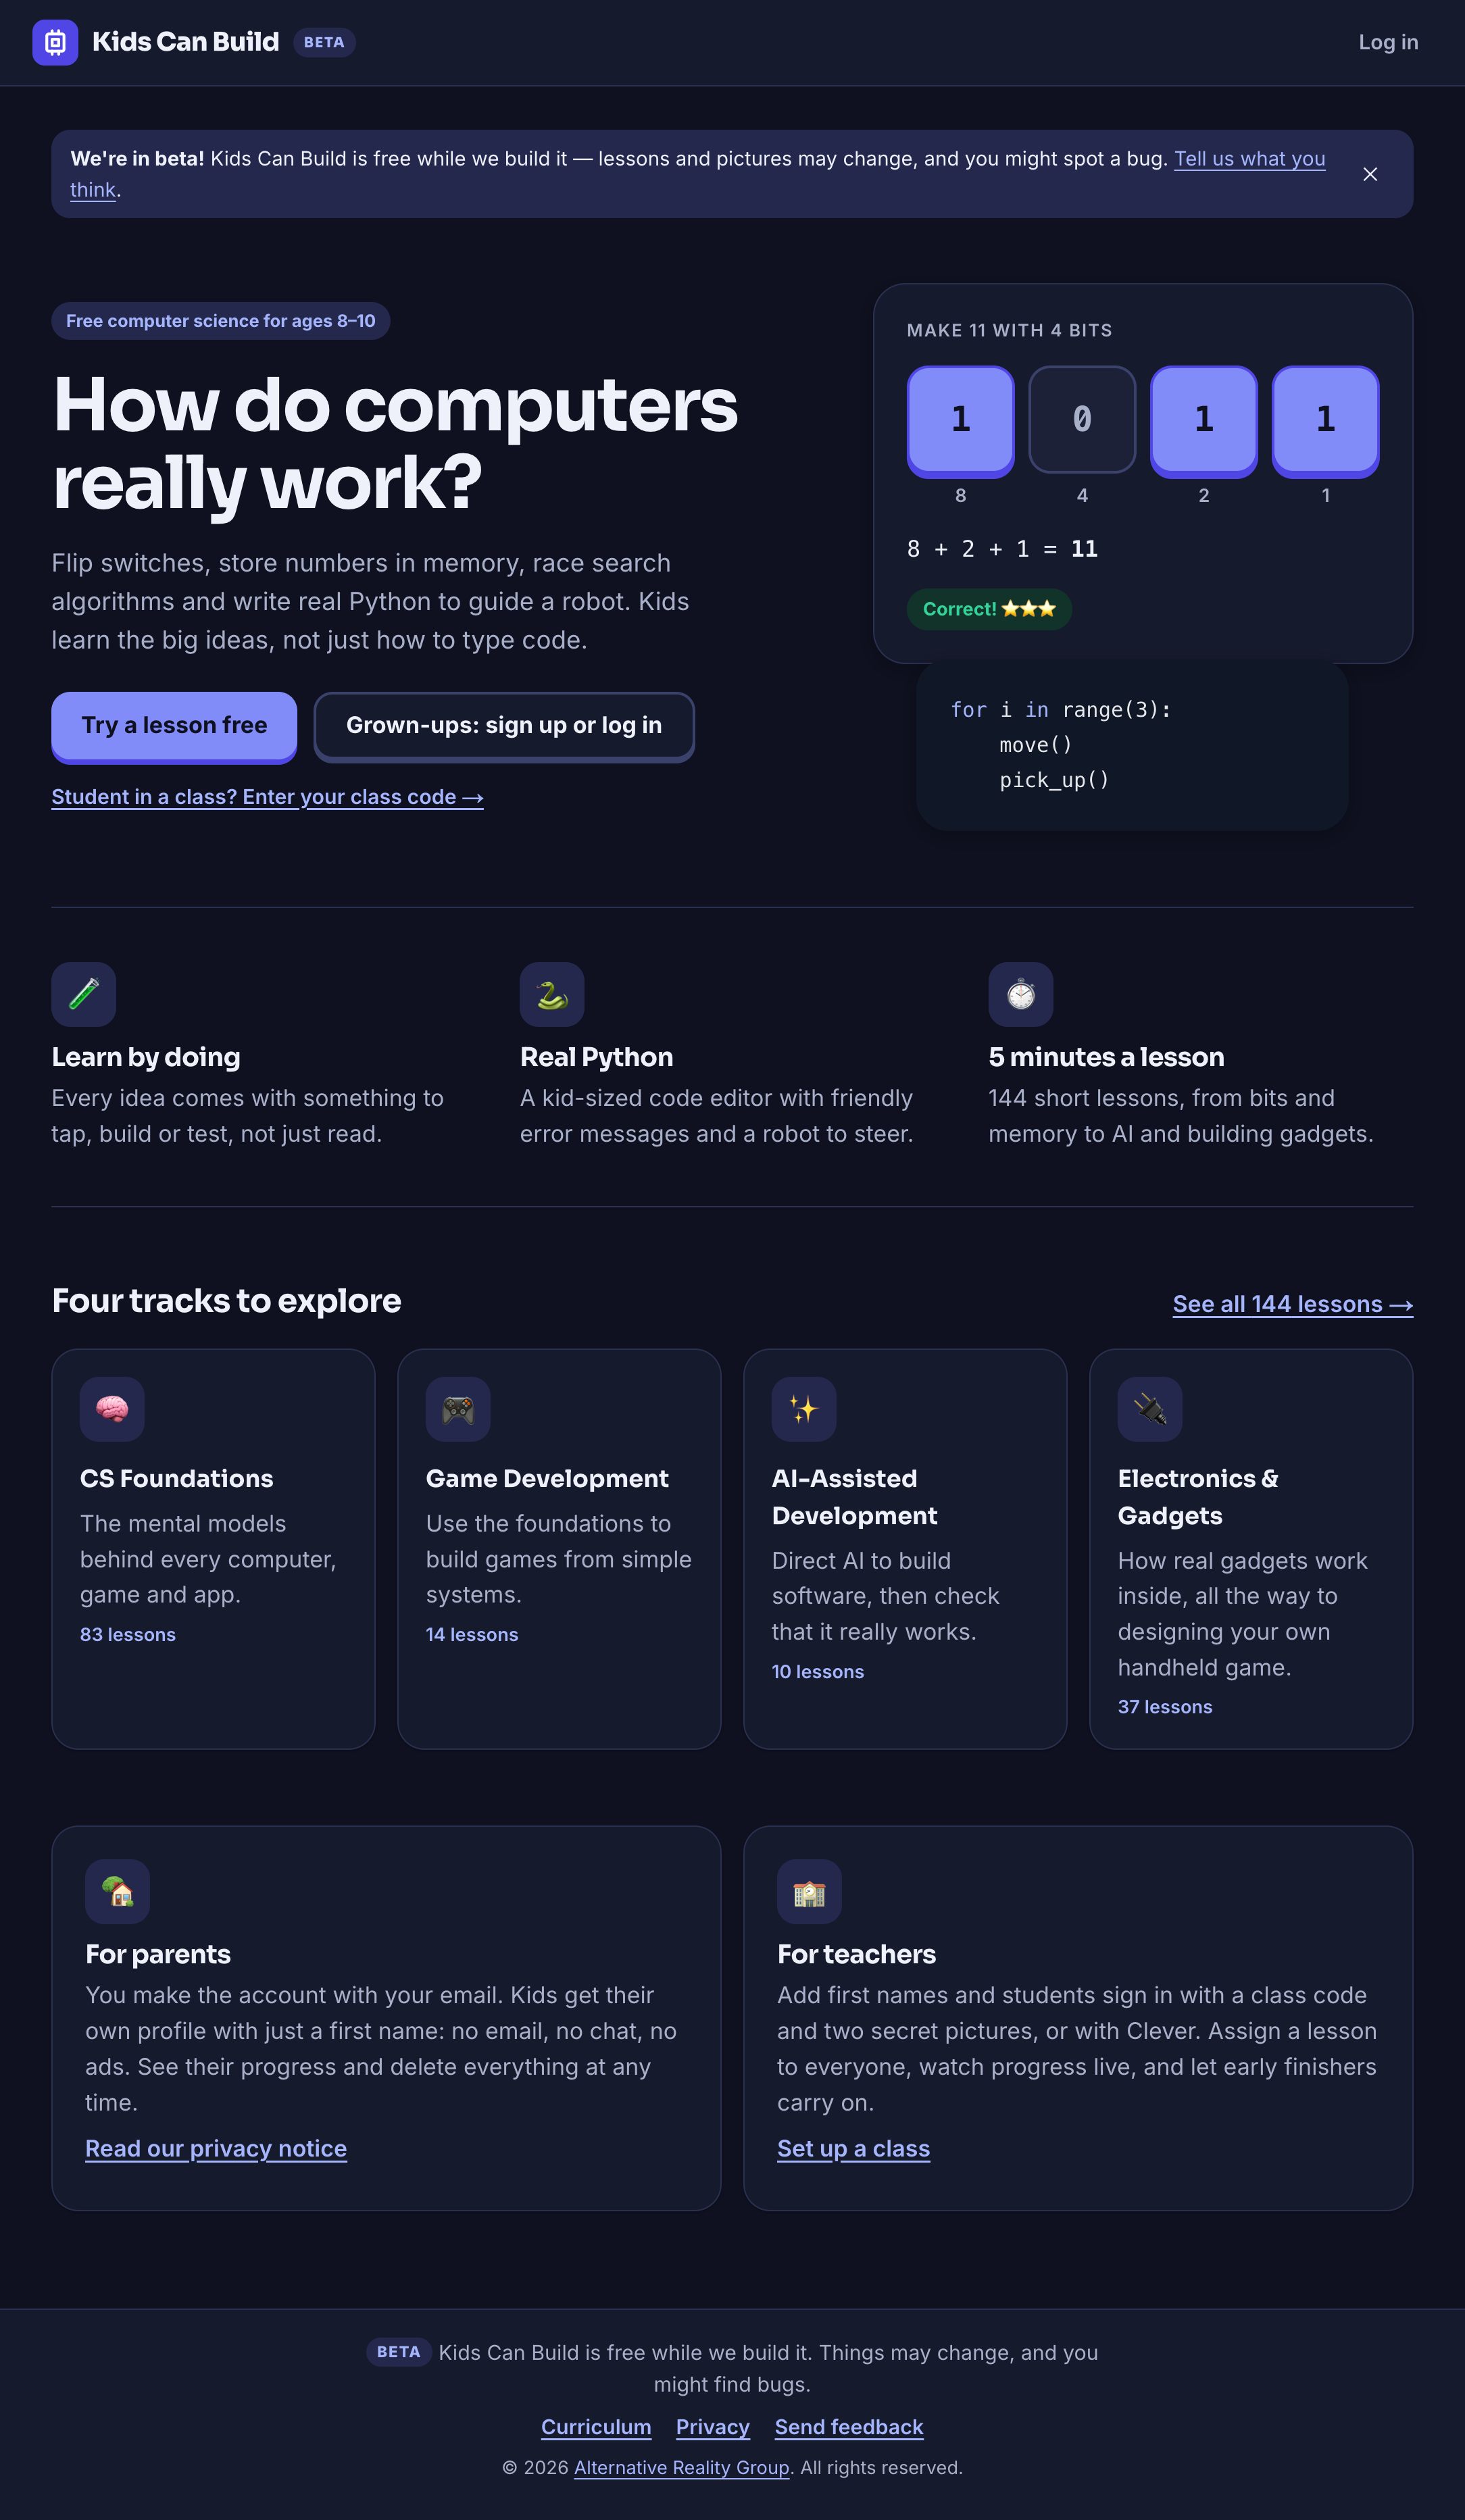 Kids Can Build BETA Log in
We're in beta! Kids Can Build is free while we build it — lessons and pictures may change, and you might spot a bug. Tell us what you
think.
Free computer science for ages 8–10
How do computers
really work?
Flip switches, store numbers in memory, race search
algorithms and write real Python to guide a robot. Kids
learn the big ideas, not just how to type code.
Try a lesson free
Grown-ups: sign up or log in
Student in a class? Enter your class code →
MAKE 11 WITH 4 BITS
1 0 1 1
8 4 2 1
8 + 2 + 1 = 11
Correct! ⭐⭐⭐
for i in range(3):
    move()
    pick_up()
Learn by doing
Every idea comes with something to
tap, build or test, not just read.
Real Python
A kid-sized code editor with friendly
error messages and a robot to steer.
5 minutes a lesson
144 short lessons, from bits and
memory to AI and building gadgets.
Four tracks to explore
See all 144 lessons →
CS Foundations
The mental models
behind every computer,
game and app.
83 lessons
Game Development
Use the foundations to
build games from simple
systems.
14 lessons
AI-Assisted
Development
Direct AI to build
software, then check
that it really works.
10 lessons
Electronics &
Gadgets
How real gadgets work
inside, all the way to
designing your own
handheld game.
37 lessons
For parents
You make the account with your email. Kids get their
own profile with just a first name: no email, no chat, no
ads. See their progress and delete everything at any
time.
Read our privacy notice
For teachers
Add first names and students sign in with a class code
and two secret pictures, or with Clever. Assign a lesson
to everyone, watch progress live, and let early finishers
carry on.
Set up a class
BETA Kids Can Build is free while we build it. Things may change, and you
might find bugs.
Curriculum Privacy Send feedback
© 2026 Alternative Reality Group. All rights reserved.